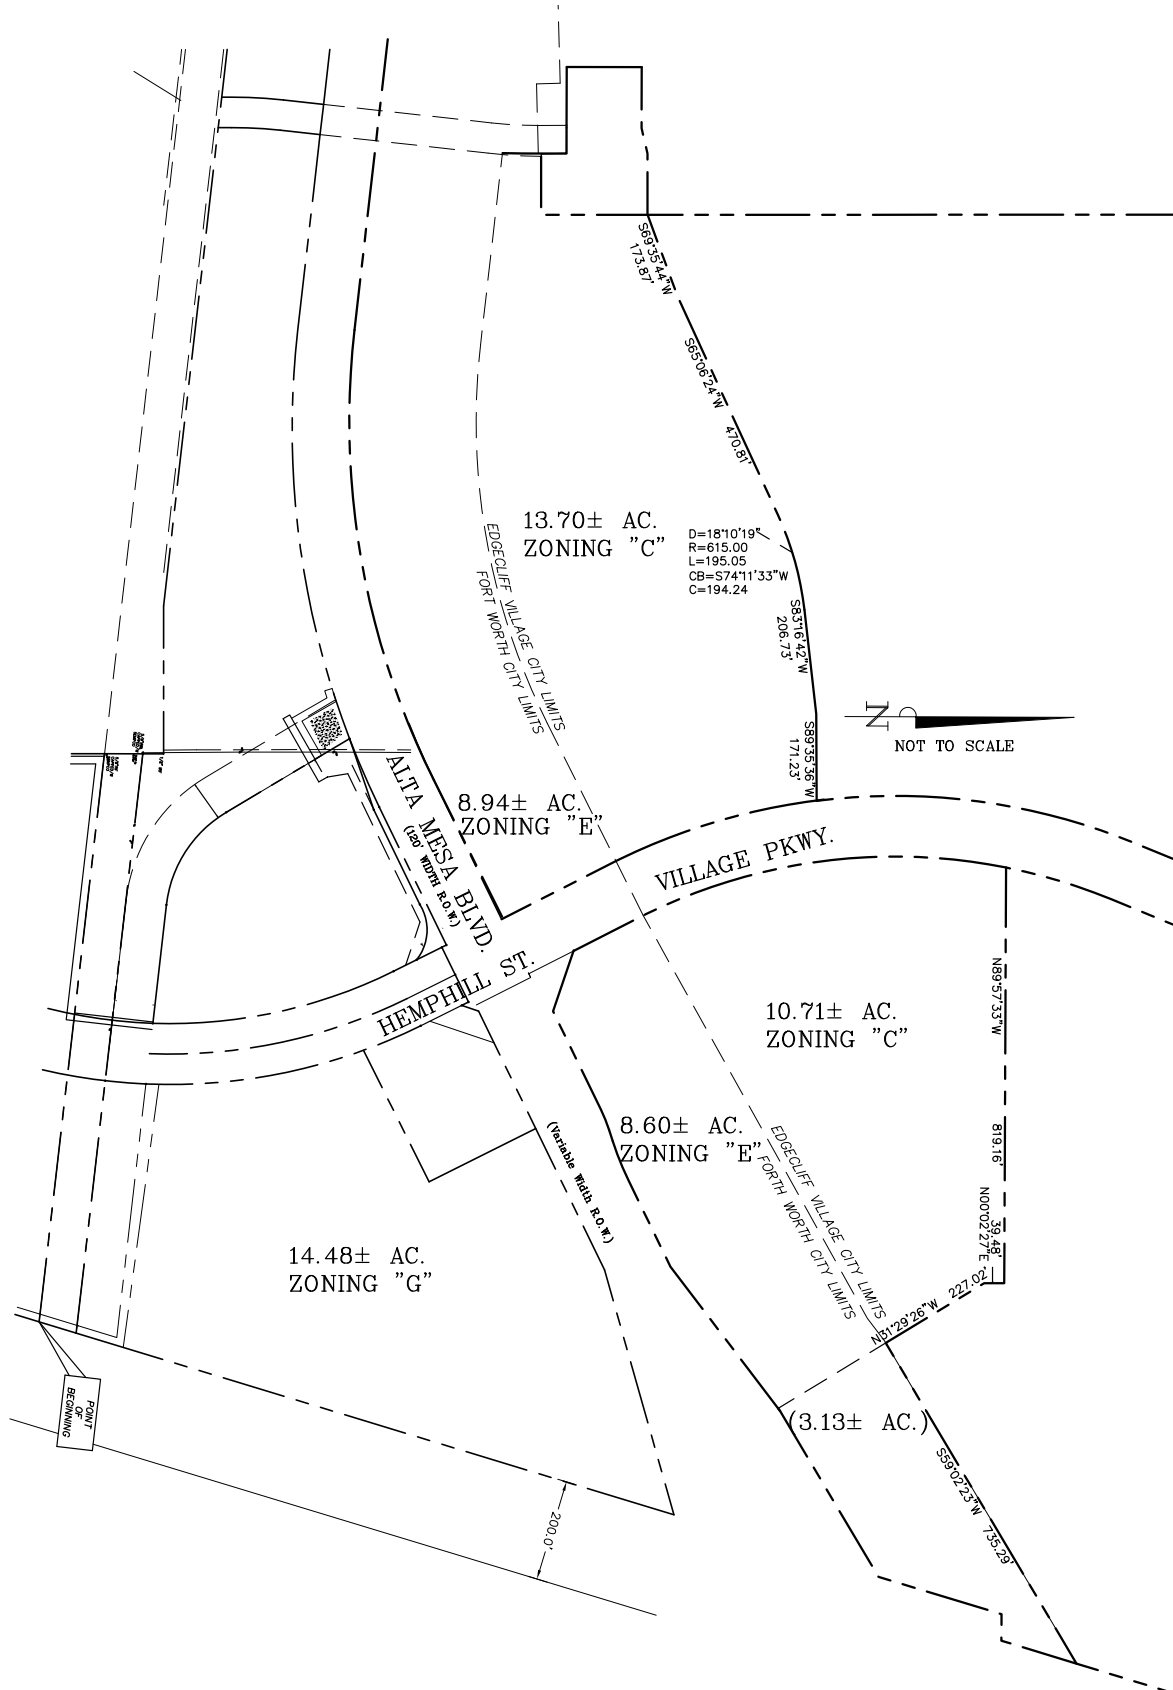 S69°35'44"W
173.87'
S65°06'24"W
470.81'
13.70± AC.
ZONING "C"
D=18°10'19"
R=615.00
L=195.05
CB=S74°11'33"W
C=194.24
EDGECLIFF VILLAGE CITY LIMITS
FORT WORTH CITY LIMITS
S83°16'42"W
206.73'
N
NOT TO SCALE
S89°35'36"W
171.23'
ALTA MESA BLVD.
(120' WIDTH R.O.W.)
8.94± AC.
ZONING "E"
VILLAGE PKWY.
HEMPHILL ST.
N89°57'33"W
819.16'
10.71± AC.
ZONING "C"
8.60± AC.
ZONING "E"
EDGECLIFF VILLAGE CITY LIMITS
FORTH WORTH CITY LIMITS
(Variable Width R.O.W.)
N00°02'27"E
39.48'
14.48± AC.
ZONING "G"
N31°29'26"W
227.02'
POINT
OF
BEGINNING
(3.13± AC.)
S59°02'23"W
735.29'
200.0'